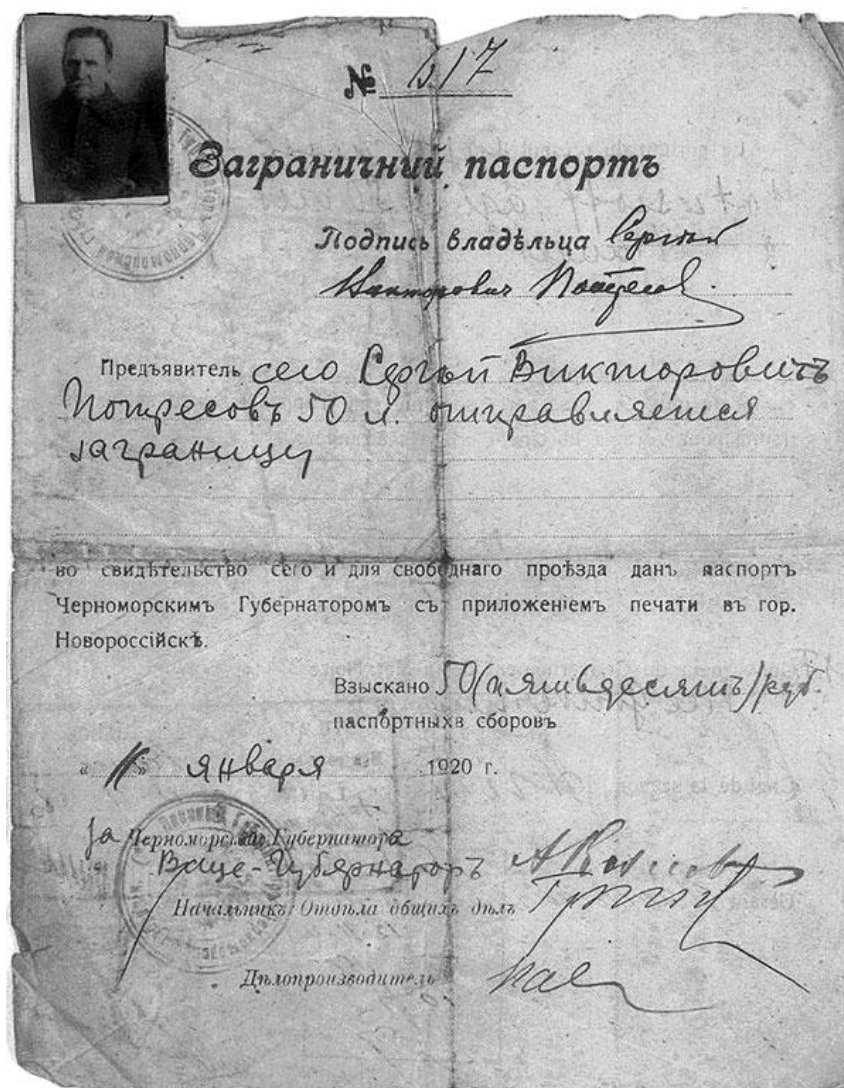 № 517
Заграничний паспортъ
Подпись владѣльца Сергѣй
Викторович Потресов.
Предъявитель сего Сергѣй Викторовичъ
Потресовъ 50 л. отправляется
заграницу
во свидѣтельство сего и для свободнаго проѣзда данъ паспортъ
Черноморскимъ Губернаторомъ съ приложеніемъ печати въ гор.
Новороссійскѣ.
Взыскано 50 (пятьдесятъ) руб.
паспортныхъ сборовъ
„ 11 " января 1920 г.
За Черноморскаго Губернатора
Вице-Губернаторъ
Начальникъ Отдѣла общихъ дѣлъ
Дѣлопроизводитель